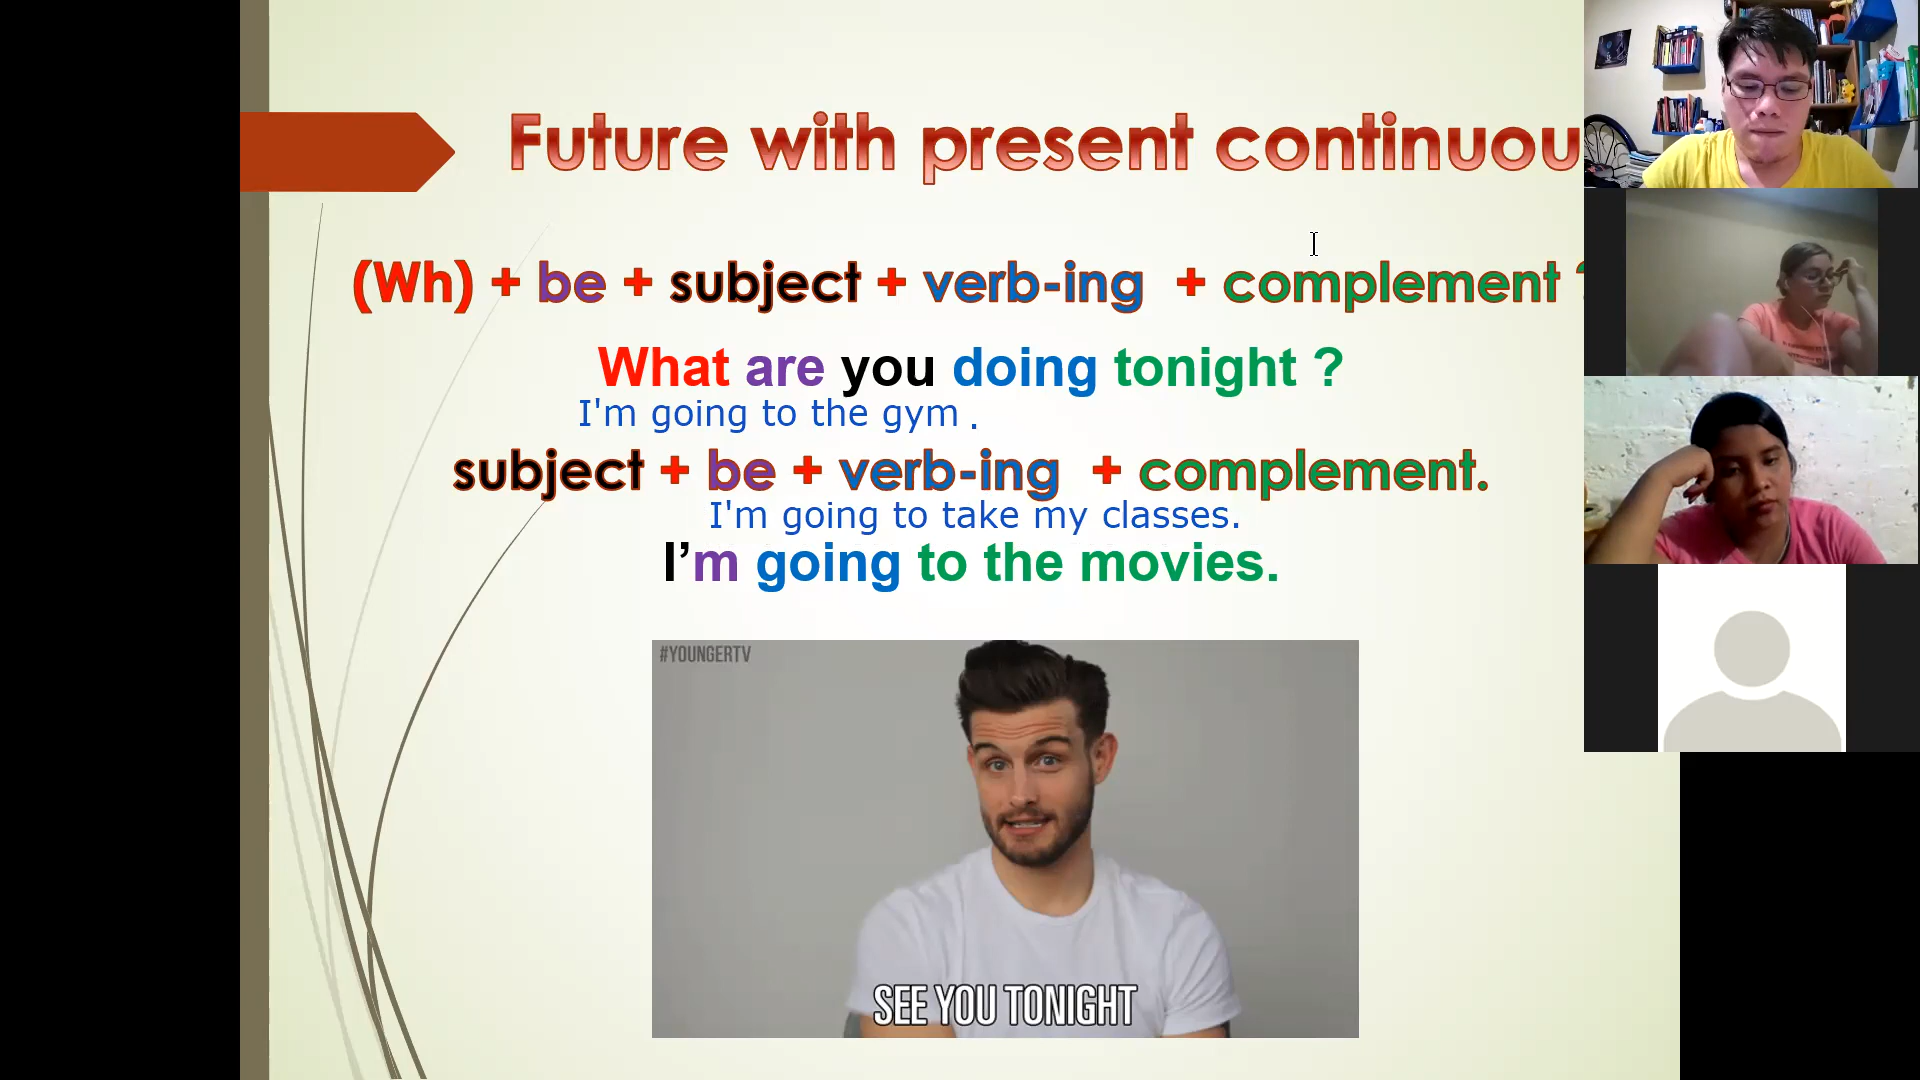 Future with present continuou
(Wh) + be + subject + verb-ing + complement ?
What are you doing tonight ?
I'm going to the gym .
subject + be + verb-ing + complement.
I'm going to take my classes.
I’m going to the movies.
#YOUNGERTV
SEE YOU TONIGHT